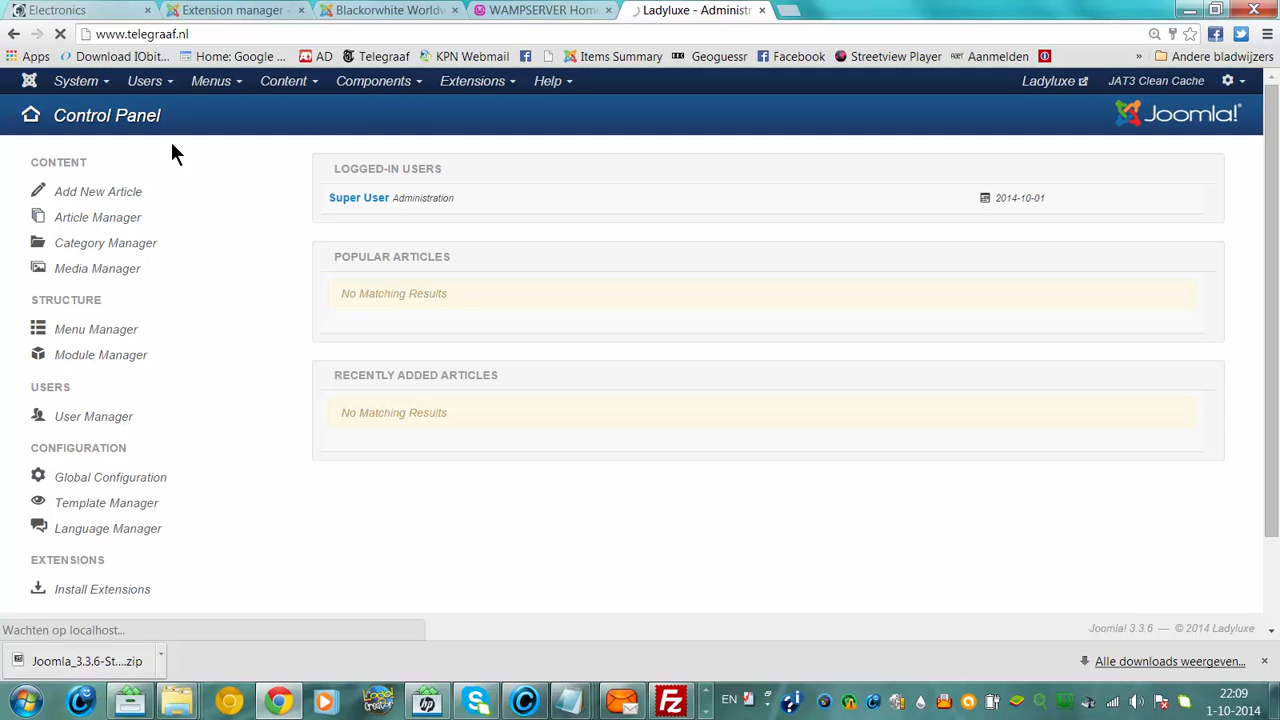 Electronics
Extension manager -
Blackorwhite Worldw
WAMPSERVER Hom
Ladyluxe - Administr
www.telegraaf.nl
Apps
Download IObit...
Home: Google ...
AD
Telegraaf
KPN Webmail
Items Summary
Geoguessr
Facebook
Streetview Player
Aanmelden
»
Andere bladwijzers
System
Users
Menus
Content
Components
Extensions
Help
Ladyluxe
JAT3 Clean Cache
Control Panel
Joomla!
CONTENT
Add New Article
Article Manager
Category Manager
Media Manager
STRUCTURE
Menu Manager
Module Manager
USERS
User Manager
CONFIGURATION
Global Configuration
Template Manager
Language Manager
EXTENSIONS
Install Extensions
LOGGED-IN USERS
Super User Administration
2014-10-01
POPULAR ARTICLES
No Matching Results
RECENTLY ADDED ARTICLES
No Matching Results
Wachten op localhost...
Joomla! 3.3.6 — © 2014 Ladyluxe
Joomla_3.3.6-St....zip
Alle downloads weergeven...
EN
22:09
1-10-2014